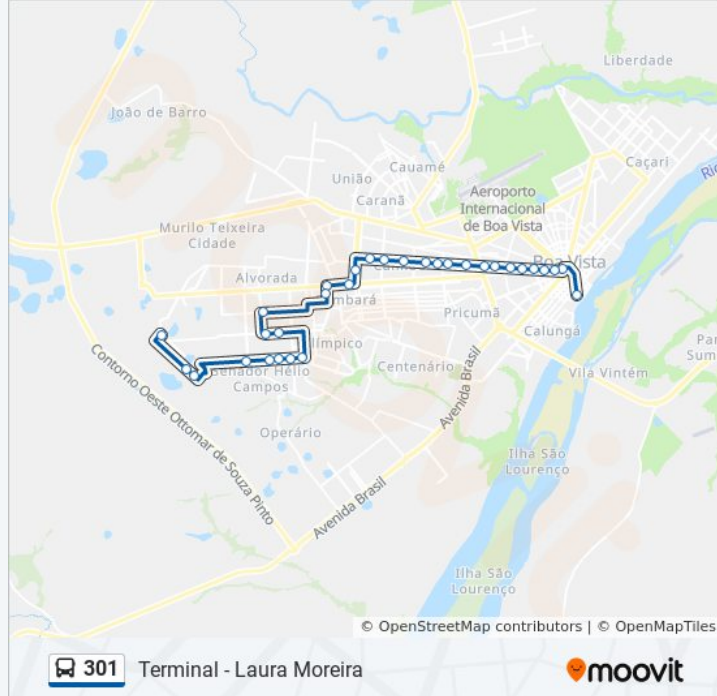 Liberdade
João de Barro
Caçari
Cauamé
União
Caranã
Aeroporto
Internacional
de Boa Vista
Murilo Teixeira
Cidade
Boa Vista
Alvorada
Pricumã
Calungá
Centenário
Vila Vintém
Senador Hélio
Campos
Contorno Oeste Ottomar de Souza Pinto
Avenida Brasil
Operário
Ilha São
Lourenço
Avenida Brasil
Ilha São
Lourenço
© OpenStreetMap contributors | © OpenMapTiles
301 Terminal - Laura Moreira
moovit